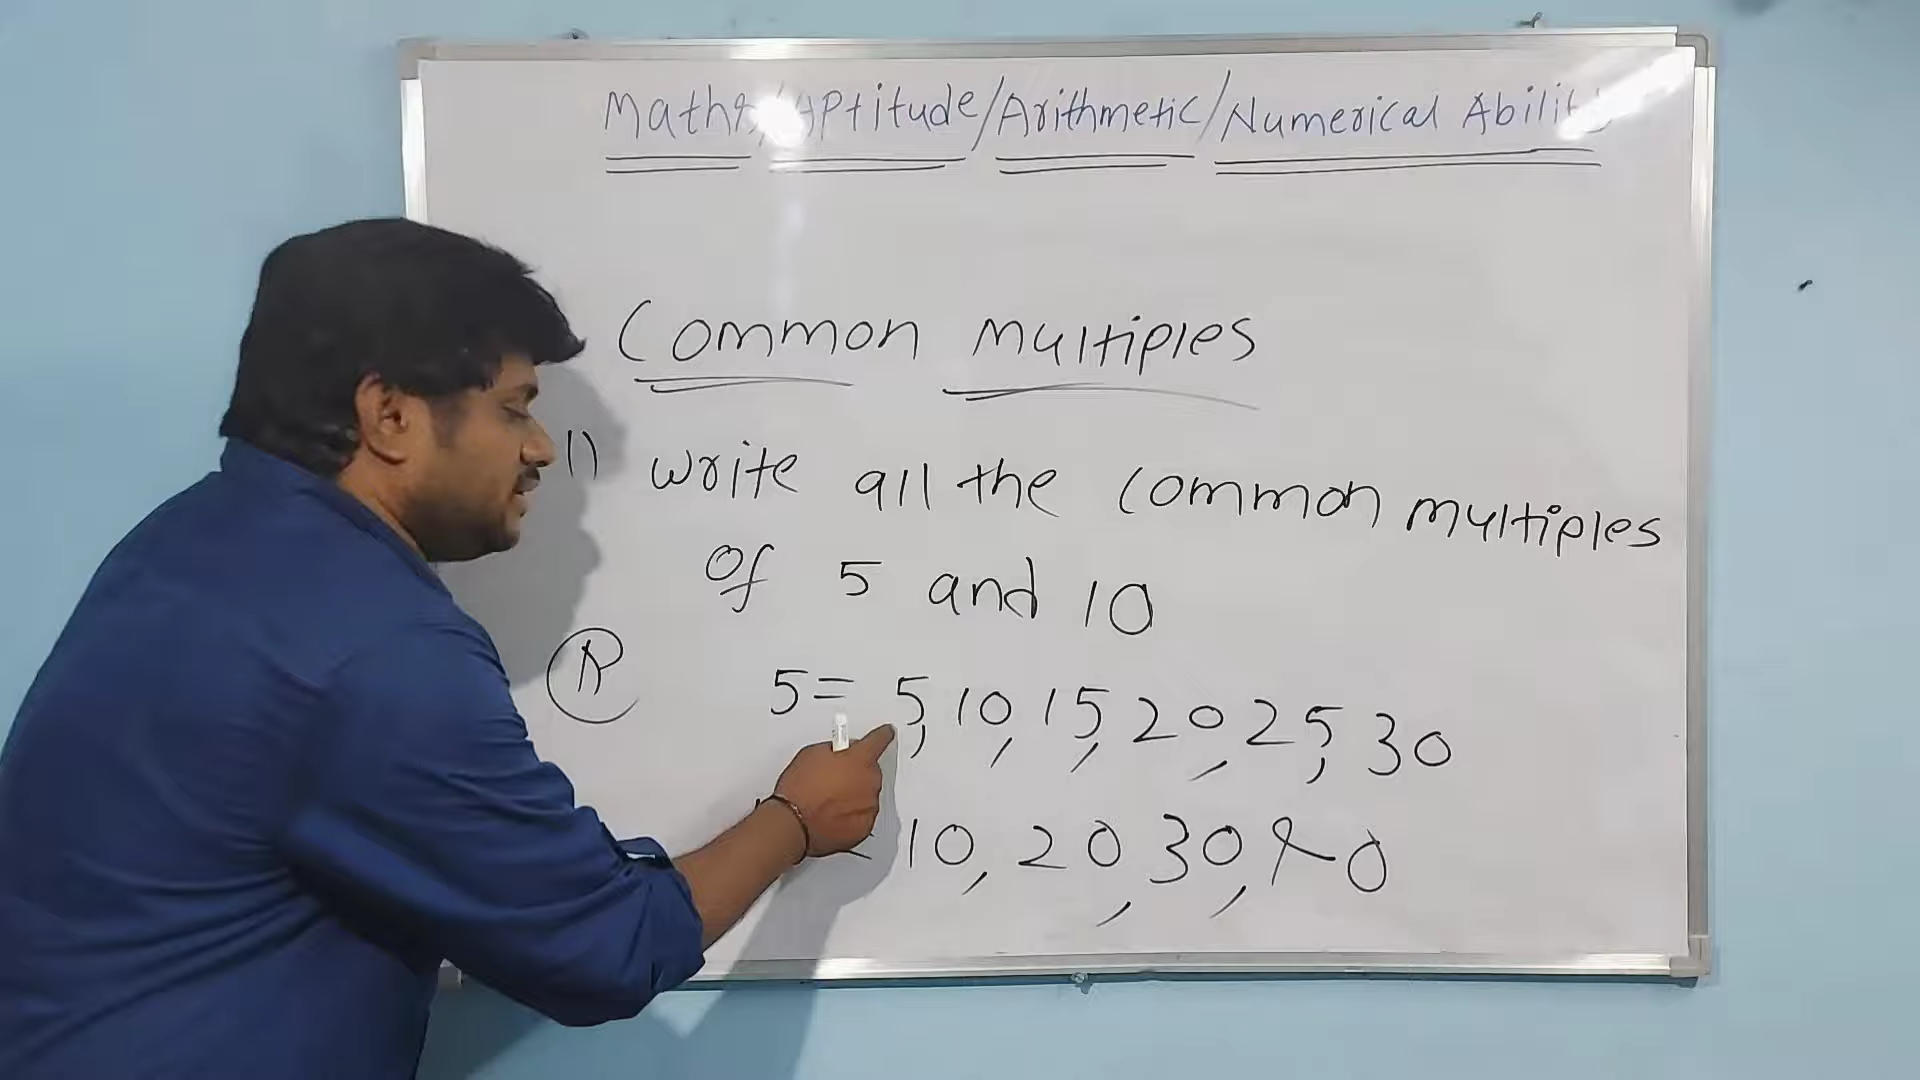 Maths/Aptitude/Arithmetic/Numerical Ability
Common Multiples
1) write all the common multiples
of 5 and 10
5= 5, 10, 15, 20, 25, 30
10, 20, 30, 40